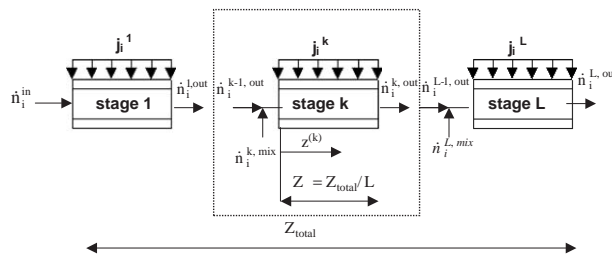 j_i^1 j_i^k j_i^L
ṅ_i^in stage 1 ṅ_i^1,out ṅ_i^k-1, out stage k ṅ_i^k, out ṅ_i^L-1, out stage L ṅ_i^L, ou
ṅ_i^k, mix z^(k) ṅ_i^L, mix
Z = Z_total/L
Z_total